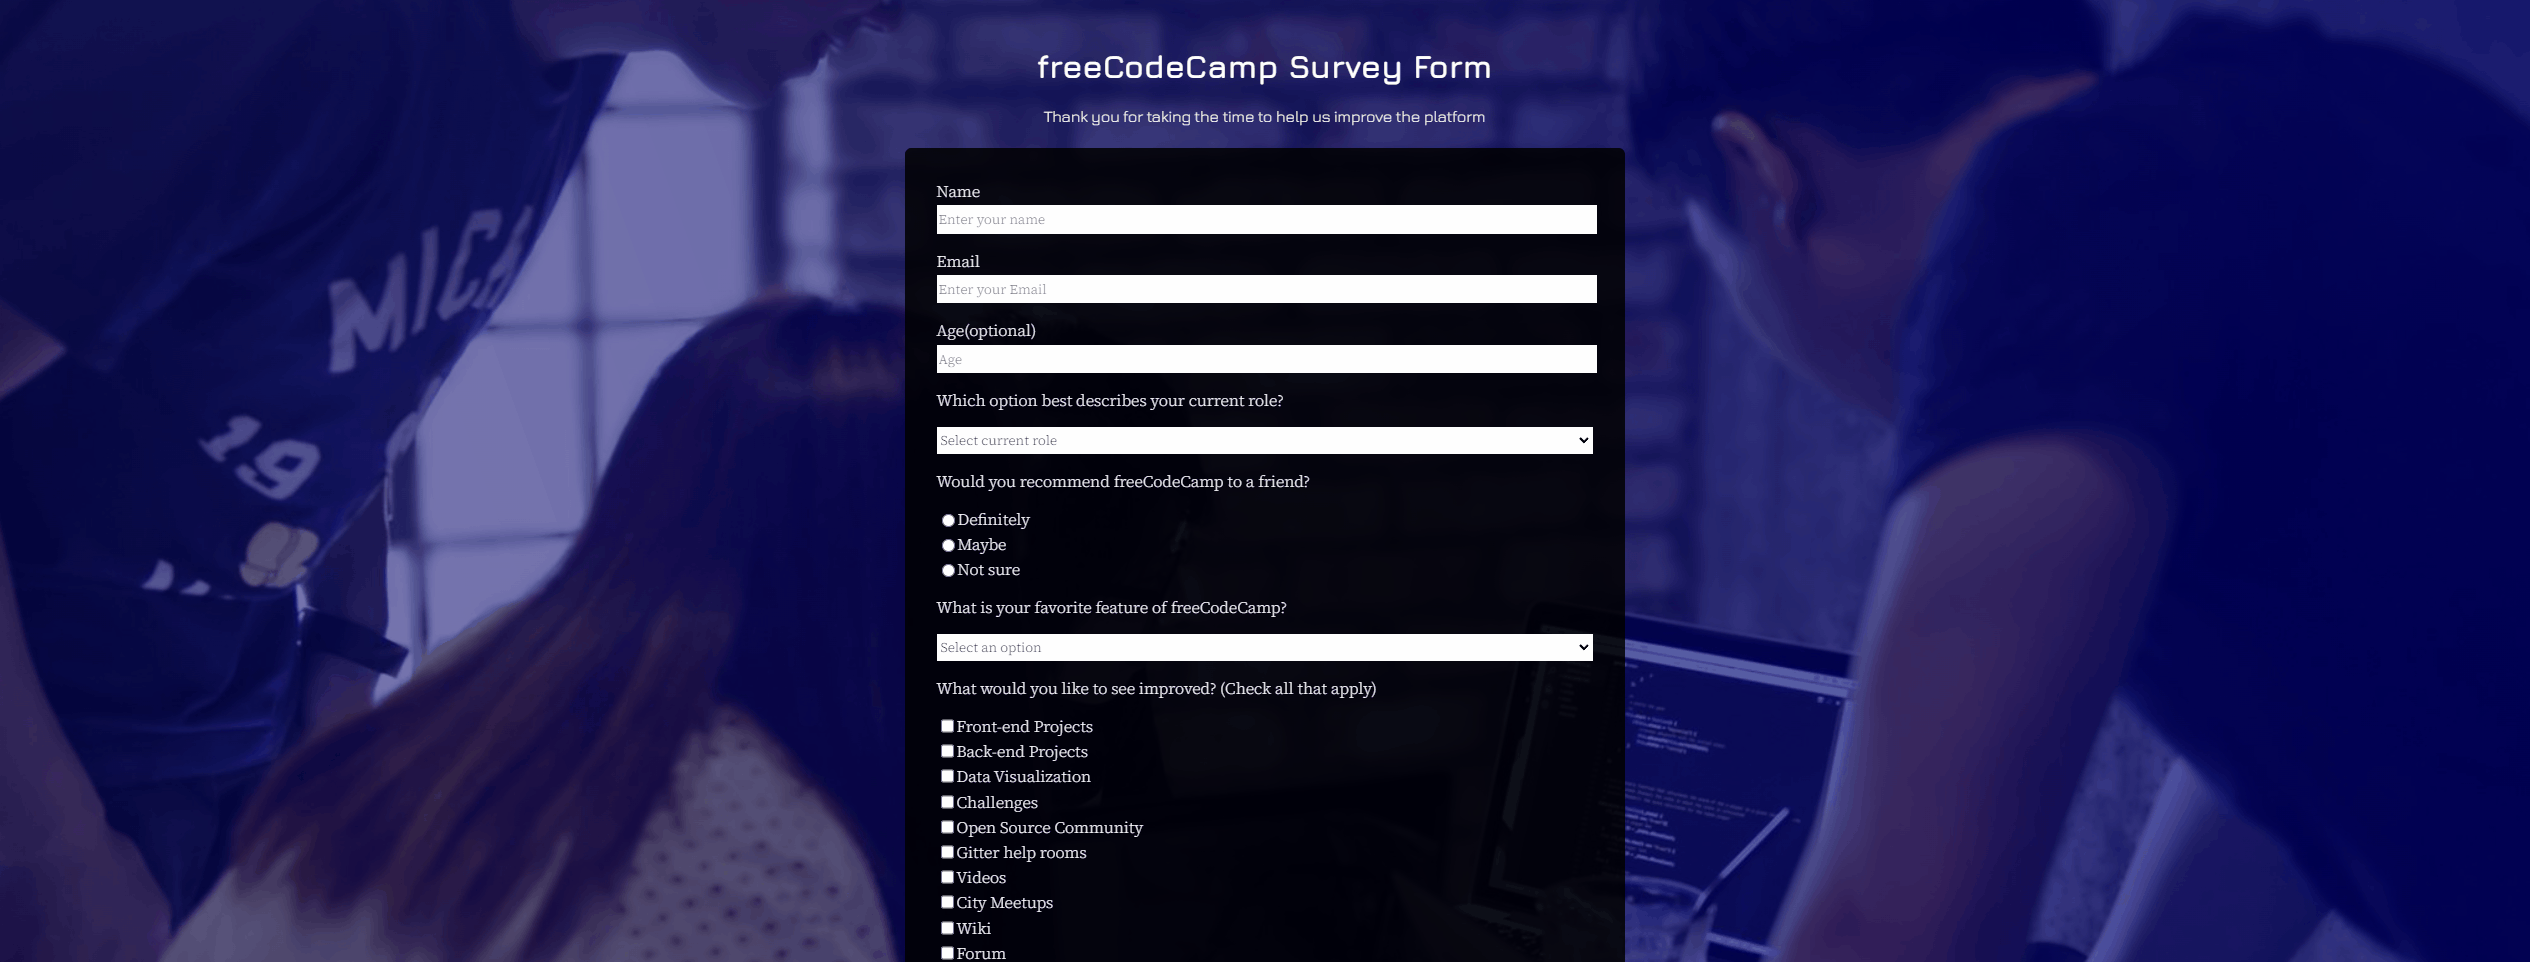 freeCodeCamp Survey Form
Thank you for taking the time to help us improve the platform
MICH
19
Name
Enter your name
Email
Enter your Email
Age(optional)
Age
Which option best describes your current role?
Select current role
Would you recommend freeCodeCamp to a friend?
Definitely
Maybe
Not sure
What is your favorite feature of freeCodeCamp?
Select an option
What would you like to see improved? (Check all that apply)
Front-end Projects
Back-end Projects
Data Visualization
Challenges
Open Source Community
Gitter help rooms
Videos
City Meetups
Wiki
Forum